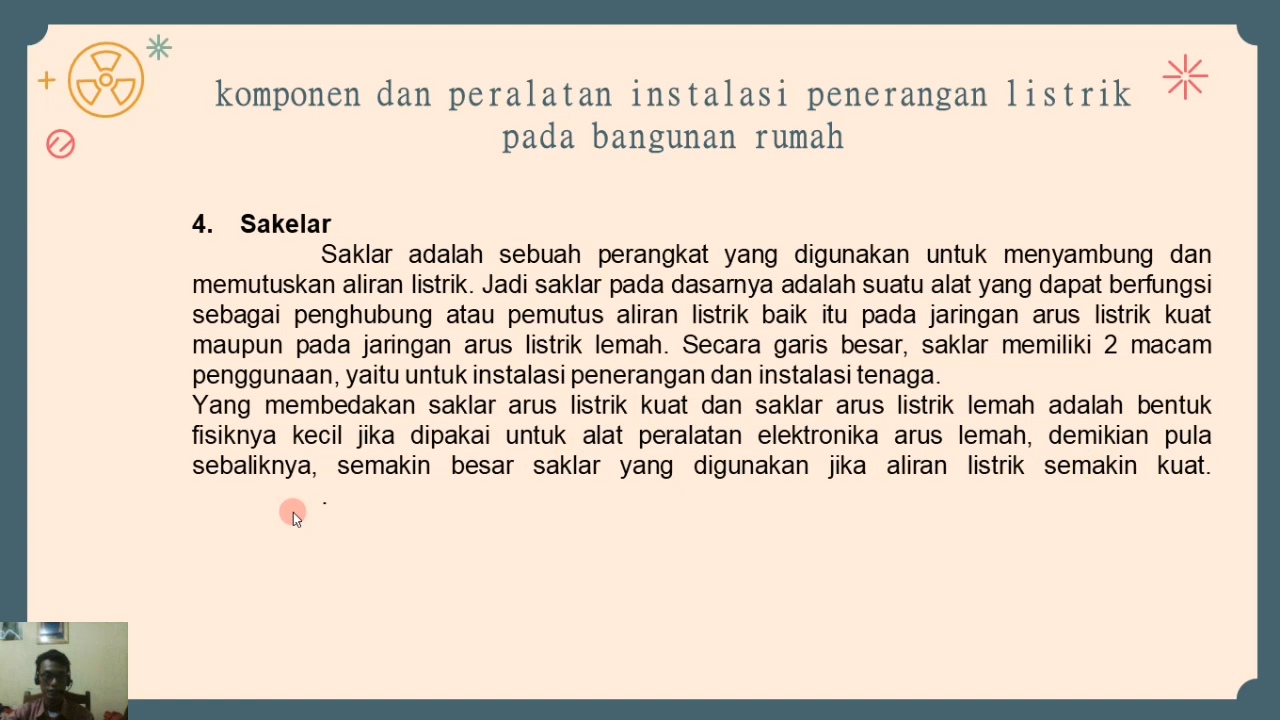 komponen dan peralatan instalasi penerangan listrik
pada bangunan rumah
4. Sakelar
Saklar adalah sebuah perangkat yang digunakan untuk menyambung dan
memutuskan aliran listrik. Jadi saklar pada dasarnya adalah suatu alat yang dapat berfungsi
sebagai penghubung atau pemutus aliran listrik baik itu pada jaringan arus listrik kuat
maupun pada jaringan arus listrik lemah. Secara garis besar, saklar memiliki 2 macam
penggunaan, yaitu untuk instalasi penerangan dan instalasi tenaga.
Yang membedakan saklar arus listrik kuat dan saklar arus listrik lemah adalah bentuk
fisiknya kecil jika dipakai untuk alat peralatan elektronika arus lemah, demikian pula
sebaliknya, semakin besar saklar yang digunakan jika aliran listrik semakin kuat.
.